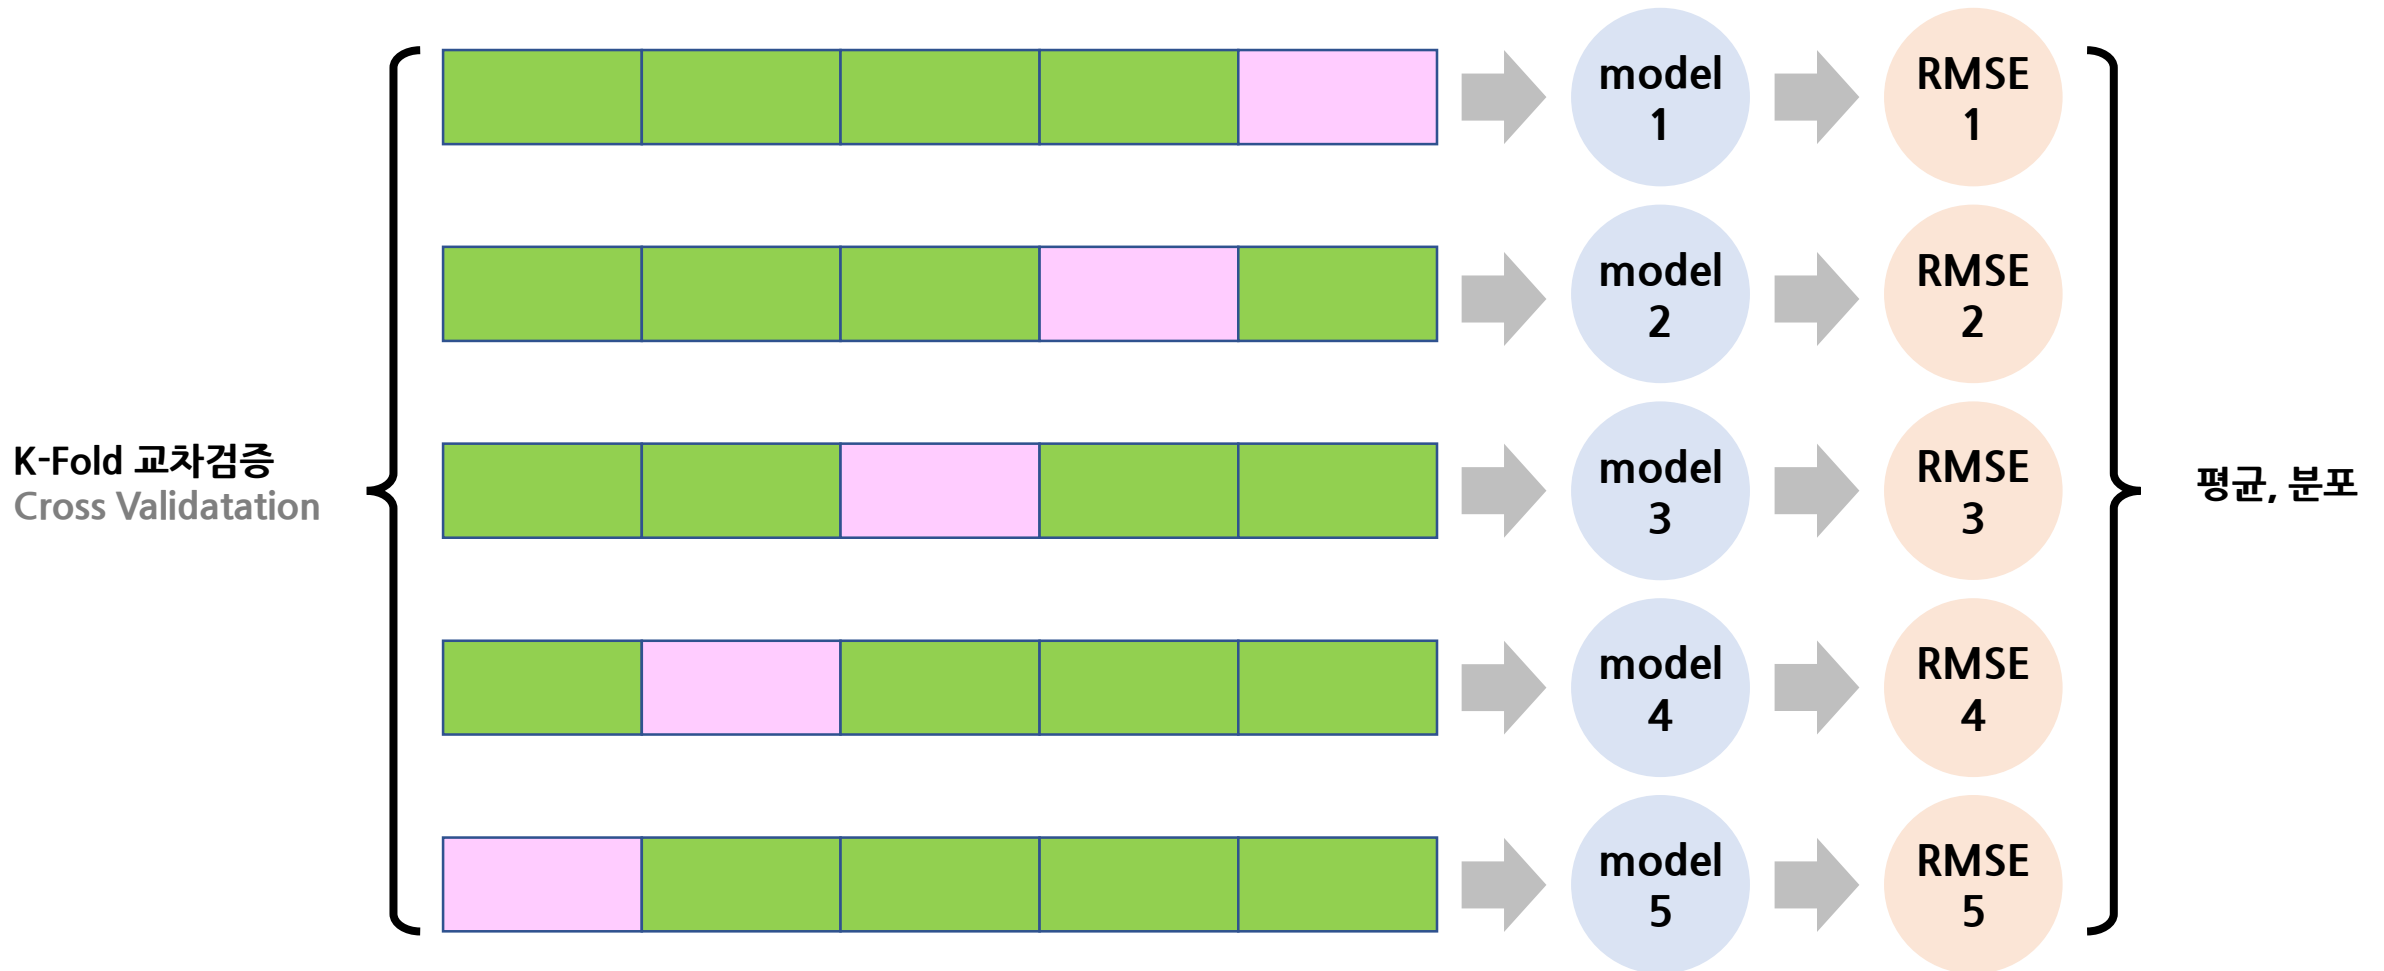 K-Fold 교차검증
Cross Validatation
model
1
RMSE
1
model
2
RMSE
2
model
3
RMSE
3
model
4
RMSE
4
model
5
RMSE
5
평균, 분포